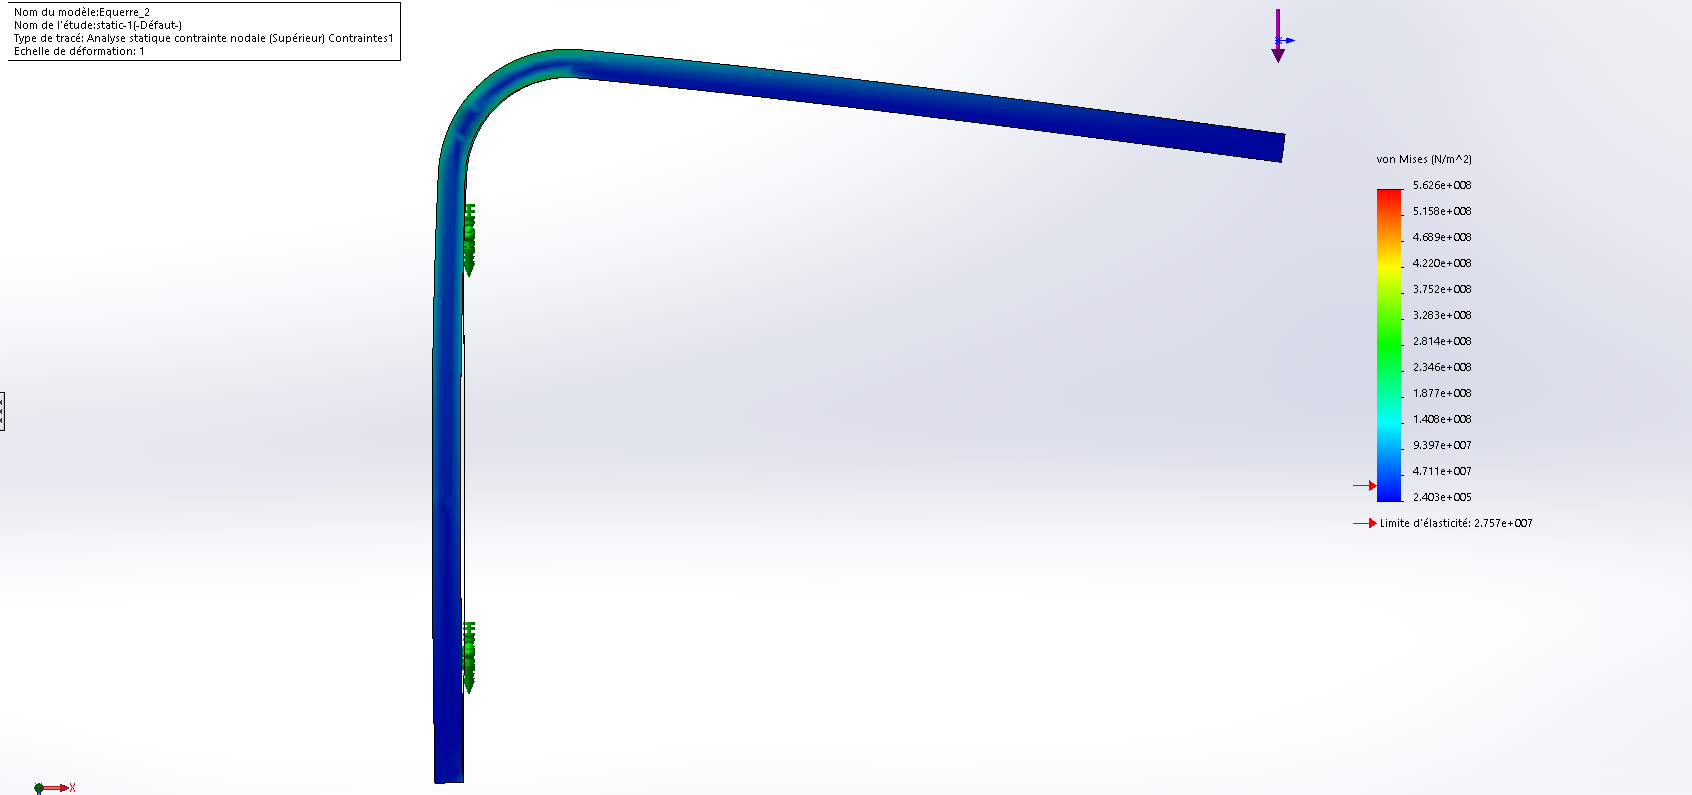 Nom du modèle:Equerre_2
Nom de l'étude:static-1(-Défaut-)
Type de tracé: Analyse statique contrainte nodale (Supérieur) Contraintes1
Echelle de déformation: 1
von Mises (N/m^2)
5.626e+008
5.158e+008
4.689e+008
4.220e+008
3.752e+008
3.283e+008
2.814e+008
2.346e+008
1.877e+008
1.408e+008
9.397e+007
4.711e+007
2.403e+005
Limite d'élasticité: 2.757e+007
X